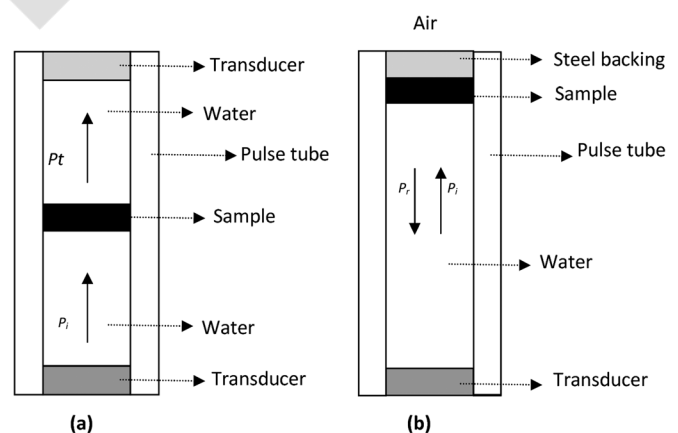 Transducer
Water
Pt
Pulse tube
Sample
Pi
Water
Transducer
(a)
Air
Steel backing
Sample
Pulse tube
Pr
Pi
Water
Transducer
(b)